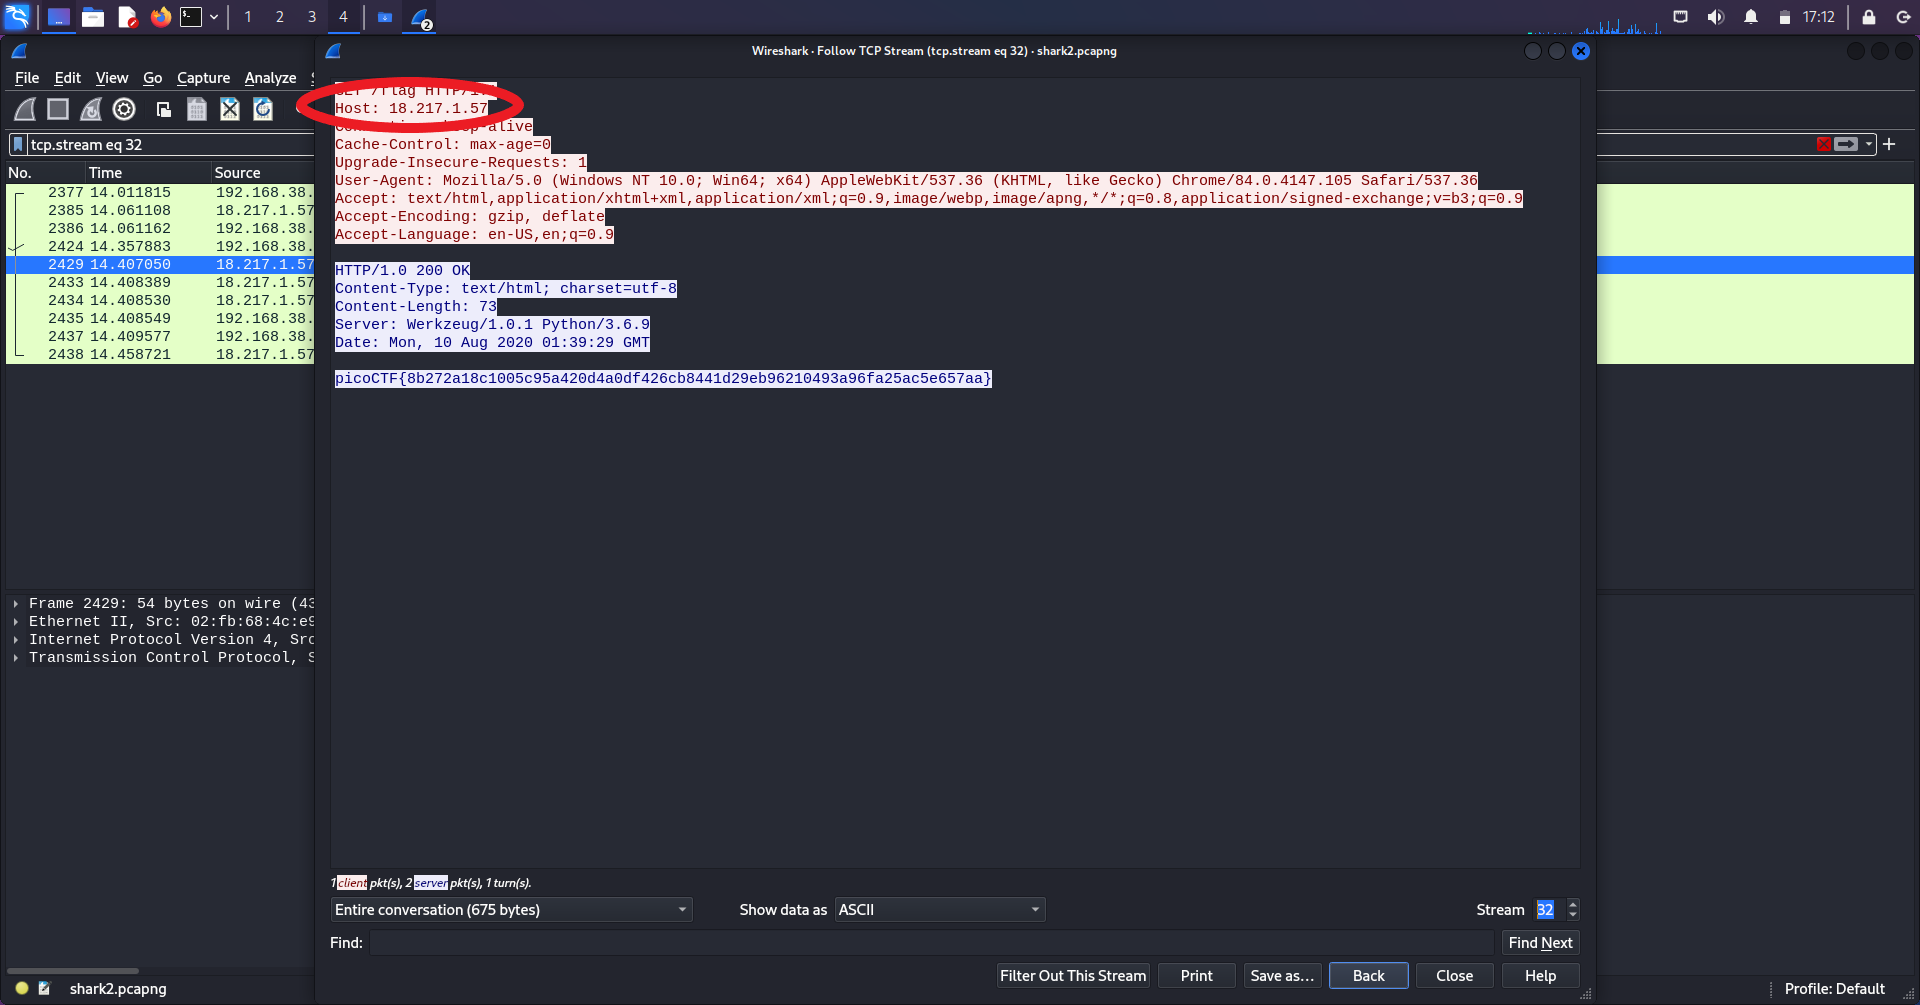 1 2 3 4 2 17:12
Wireshark · Follow TCP Stream (tcp.stream eq 32) · shark2.pcapng
File Edit View Go Capture Analyze
/flag HTTP/1.
Host: 18.217.1.57
-alive
Cache-Control: max-age=0
Upgrade-Insecure-Requests: 1
User-Agent: Mozilla/5.0 (Windows NT 10.0; Win64; x64) AppleWebKit/537.36 (KHTML, like Gecko) Chrome/84.0.4147.105 Safari/537.36
Accept: text/html,application/xhtml+xml,application/xml;q=0.9,image/webp,image/apng,*/*;q=0.8,application/signed-exchange;v=b3;q=0.9
Accept-Encoding: gzip, deflate
Accept-Language: en-US,en;q=0.9
HTTP/1.0 200 OK
Content-Type: text/html; charset=utf-8
Content-Length: 73
Server: Werkzeug/1.0.1 Python/3.6.9
Date: Mon, 10 Aug 2020 01:39:29 GMT
picoCTF{8b272a18c1005c95a420d4a0df426cb8441d29eb96210493a96fa25ac5e657aa}
tcp.stream eq 32
No. Time Source
2377 14.011815 192.168.38.
2385 14.061108 18.217.1.57
2386 14.061162 192.168.38.
2424 14.357883 192.168.38.
2429 14.407050 18.217.1.57
2433 14.408389 18.217.1.57
2434 14.408530 18.217.1.57
2435 14.408549 192.168.38.
2437 14.409577 192.168.38.
2438 14.458721 18.217.1.57
Frame 2429: 54 bytes on wire (43
Ethernet II, Src: 02:fb:68:4c:e9
Internet Protocol Version 4, Src
Transmission Control Protocol, S
1 client pkt(s), 2 server pkt(s), 1 turn(s).
Entire conversation (675 bytes) Show data as ASCII Stream 32
Find: Find Next
Filter Out This Stream Print Save as… Back Close Help
shark2.pcapng Profile: Default